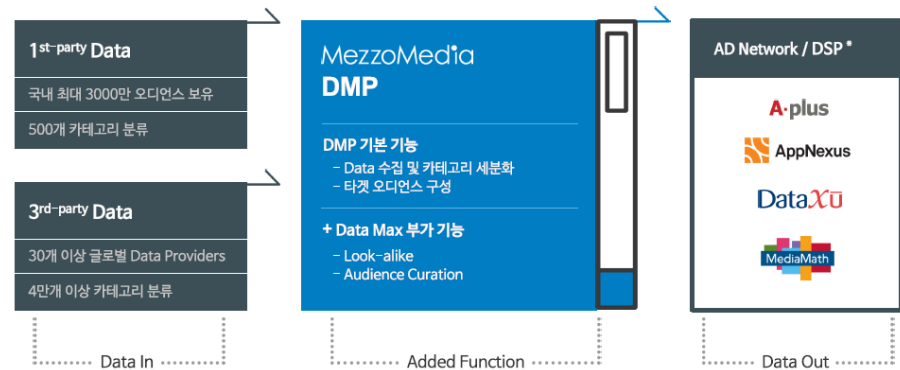 1st-party Data
국내 최대 3000만 오디언스 보유
500개 카테고리 분류
3rd-party Data
30개 이상 글로벌 Data Providers
4만개 이상 카테고리 분류
Data In
MezzoMedia
DMP
DMP 기본 기능
- Data 수집 및 카테고리 세분화
- 타겟 오디언스 구성
+ Data Max 부가 기능
- Look-alike
- Audience Curation
Added Function
AD Network / DSP *
A·plus
AppNexus
DataXū
MediaMath
Data Out